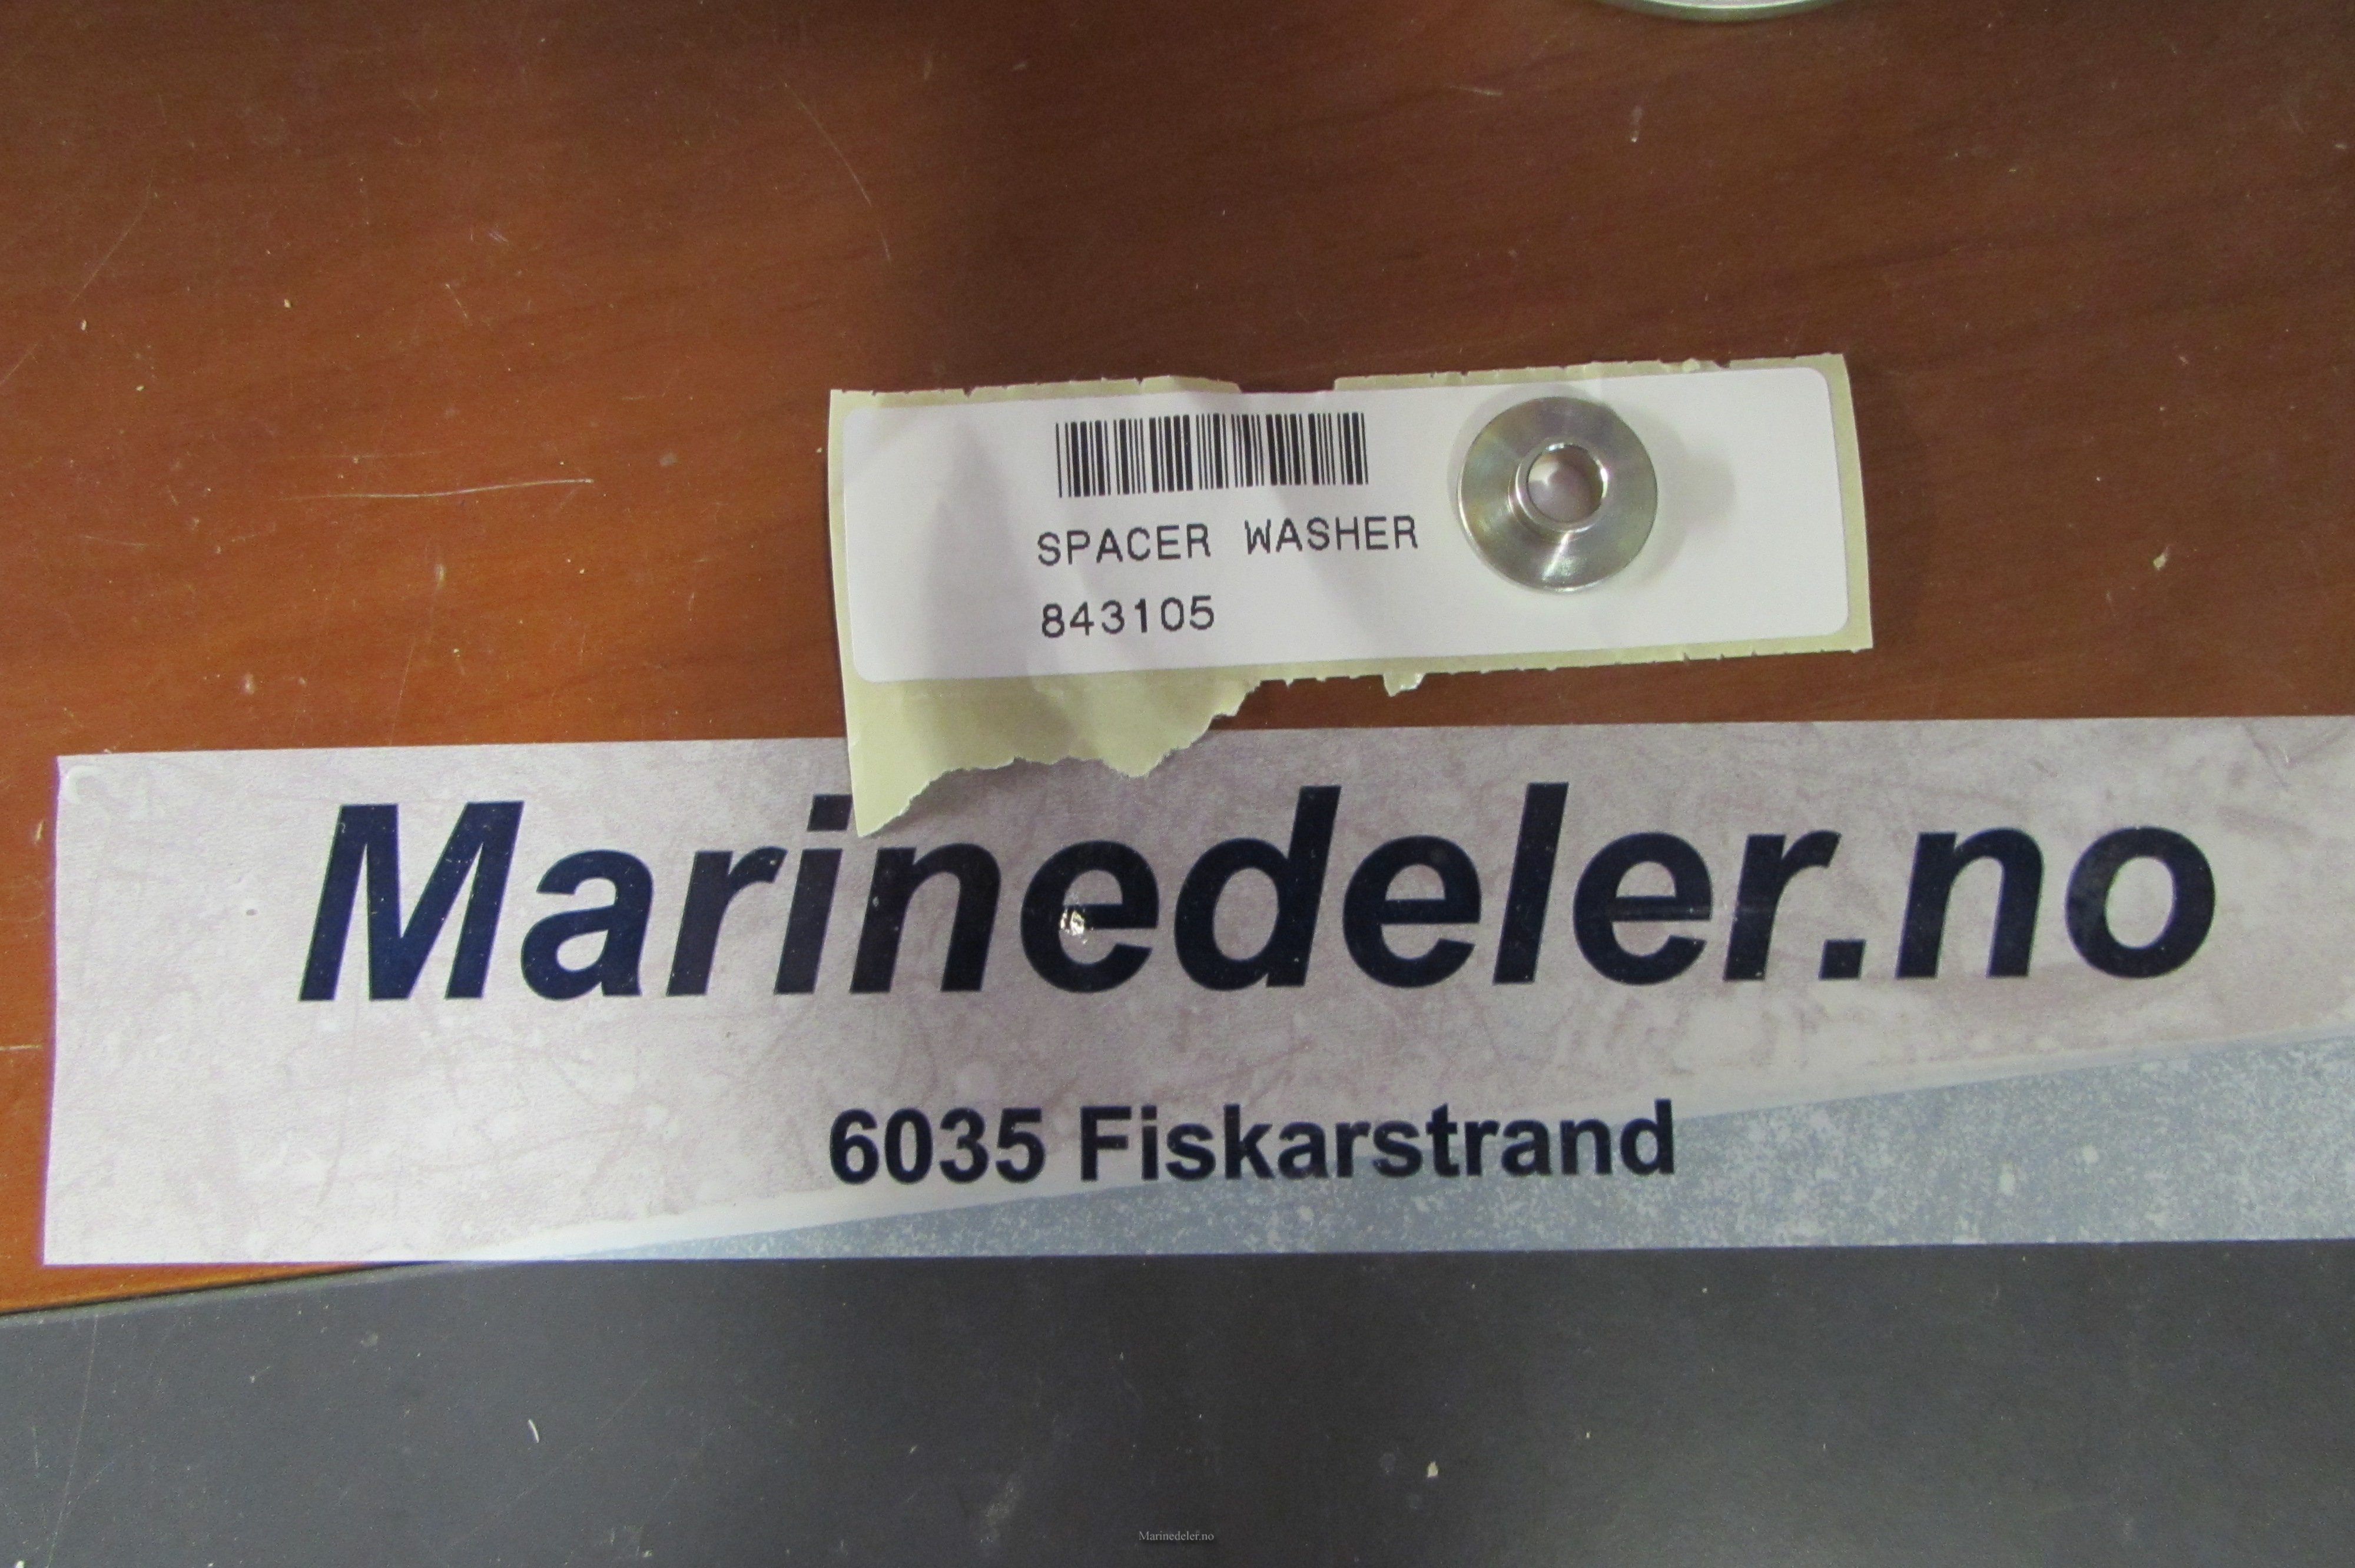 SPACER WASHER
843105
Marinedeler.no
6035 Fiskarstrand
Marinedeler.no